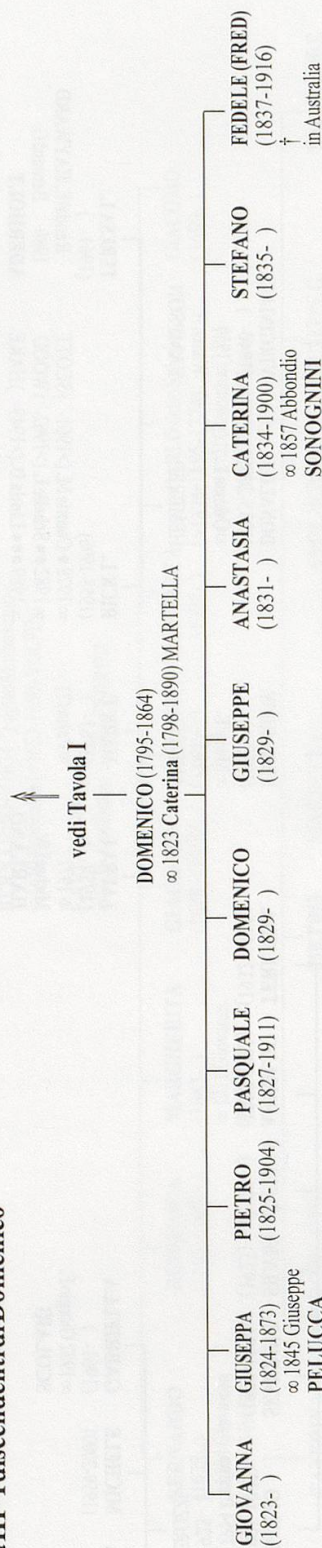 I discendenti di Domenico
vedi Tavola I
DOMENICO (1795-1864)
∞ 1823 Caterina (1798-1890) MARTELLA
GIOVANNA
(1823- )
GIUSEPPA
(1824-1873)
∞ 1845 Giuseppe
PELUCCA
PIETRO
(1825-1904)
PASQUALE
(1827-1911)
DOMENICO
(1829- )
GIUSEPPE
(1829- )
ANASTASIA
(1831- )
CATERINA
(1834-1900)
∞ 1857 Abbondio
SONOGNINI
STEFANO
(1835- )
FEDELE (FRED)
(1837-1916)
†
in Australia